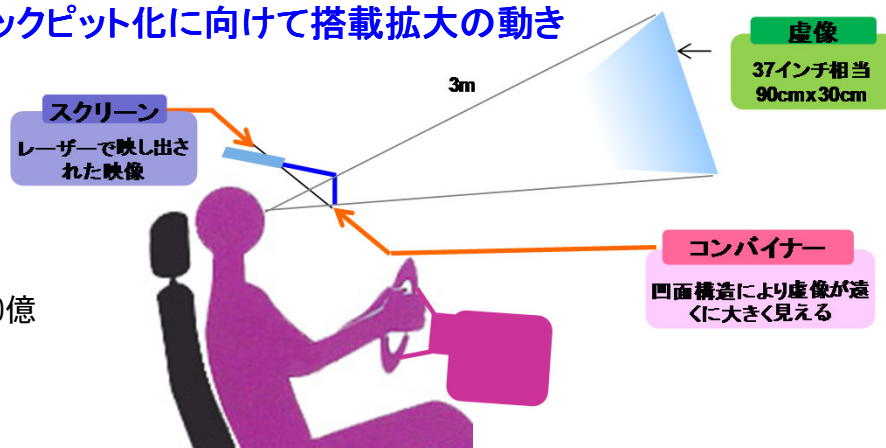 ックピット化に向けて搭載拡大の動き
虚像
37インチ相当
90cmx30cm
3m
スクリーン
レーザーで映し出さ
れた映像
コンバイナー
凹面構造により虚像が遠
くに大きく見える
億